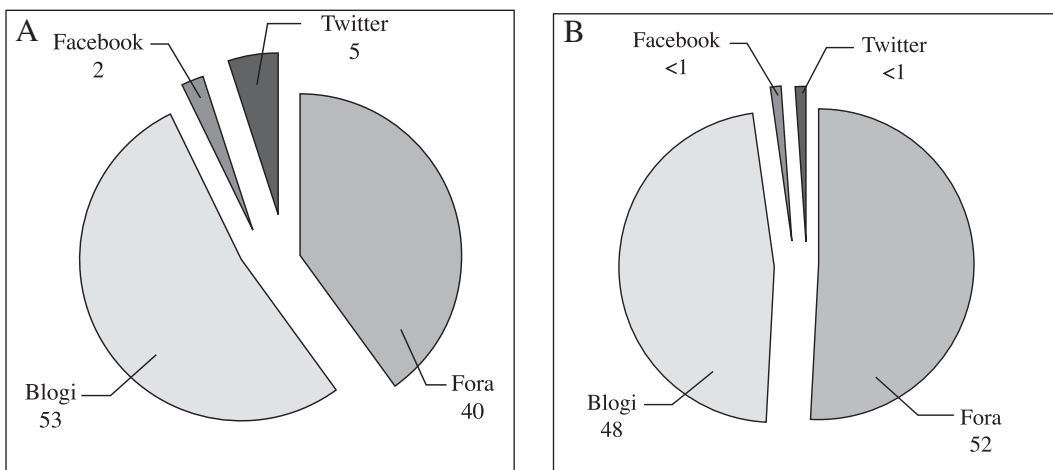 A
Facebook
2
Twitter
5
Blogi
53
Fora
40
B
Facebook
<1
Twitter
<1
Blogi
48
Fora
52